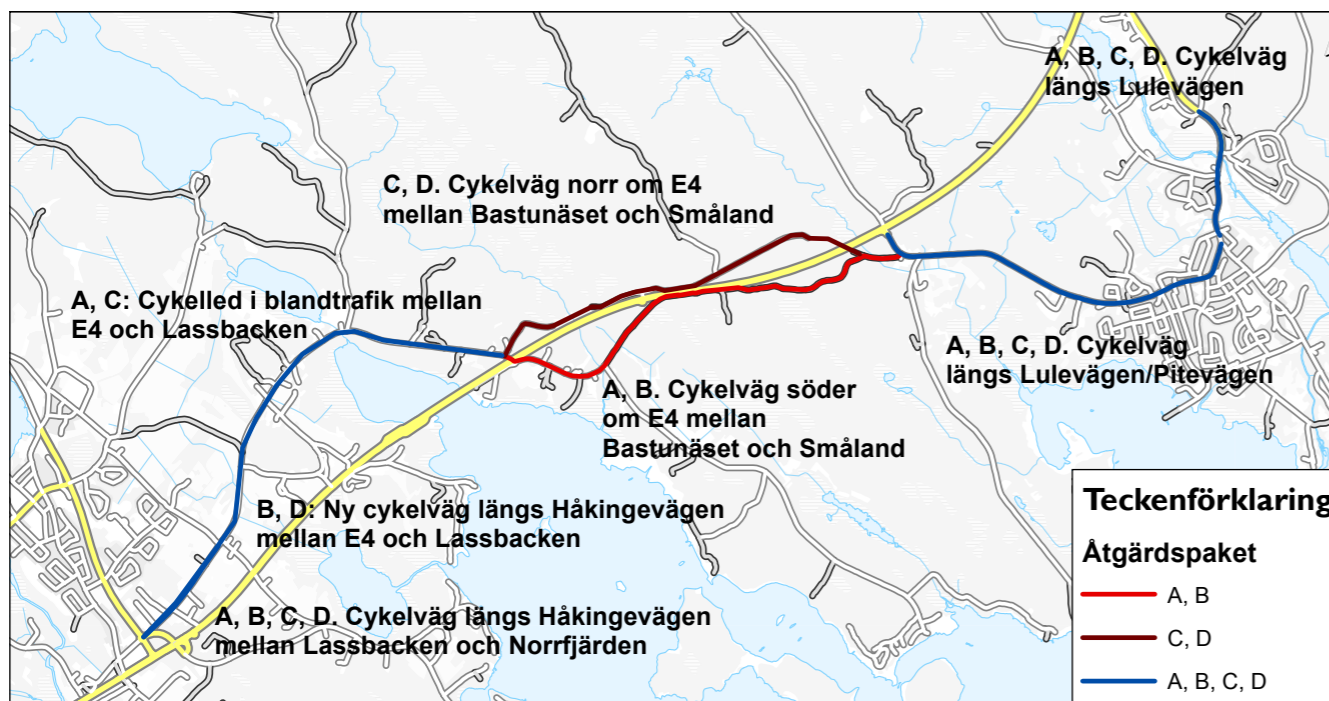 A, B, C, D. Cykelväg
längs Lulevägen
C, D. Cykelväg norr om E4
mellan Bastunäset och Småland
A, C: Cykelled i blandtrafik mellan
E4 och Lassbacken
A, B, C, D. Cykelväg
längs Lulevägen/Pitevägen
A, B. Cykelväg söder
om E4 mellan
Bastunäset och Småland
B, D: Ny cykelväg längs Håkingevägen
mellan E4 och Lassbacken
A, B, C, D. Cykelväg längs Håkingevägen
mellan Lassbacken och Norrfjärden
Teckenförklaring
Åtgärdspaket
A, B
C, D
A, B, C, D